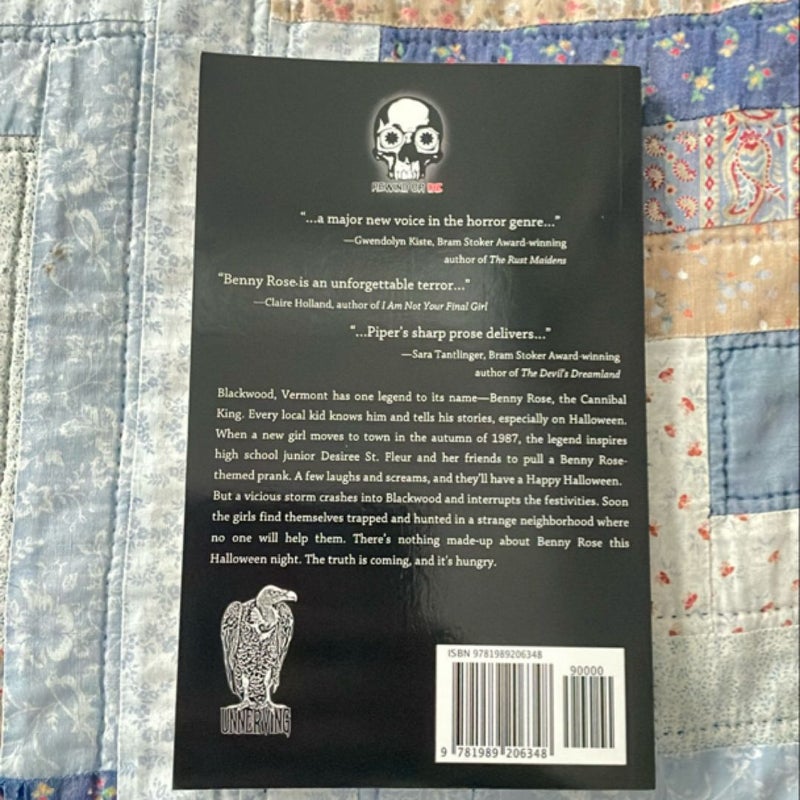 REWIND OR DIE
“...a major new voice in the horror genre...”
—Gwendolyn Kiste, Bram Stoker Award-winning
author of The Rust Maidens
“Benny Rose is an unforgettable terror...”
—Claire Holland, author of I Am Not Your Final Girl
“...Piper's sharp prose delivers...”
—Sara Tantlinger, Bram Stoker Award-winning
author of The Devil's Dreamland
Blackwood, Vermont has one legend to its name—Benny Rose, the Cannibal
King. Every local kid knows him and tells his stories, especially on Halloween.
When a new girl moves to town in the autumn of 1987, the legend inspires
high school junior Desiree St. Fleur and her friends to pull a Benny Rose-
themed prank. A few laughs and screams, and they'll have a Happy Halloween.
But a vicious storm crashes into Blackwood and interrupts the festivities. Soon
the girls find themselves trapped and hunted in a strange neighborhood where
no one will help them. There's nothing made-up about Benny Rose this
Halloween night. The truth is coming, and it's hungry.
UNNERVING
ISBN 9781989206348
90000
9 781989 206348